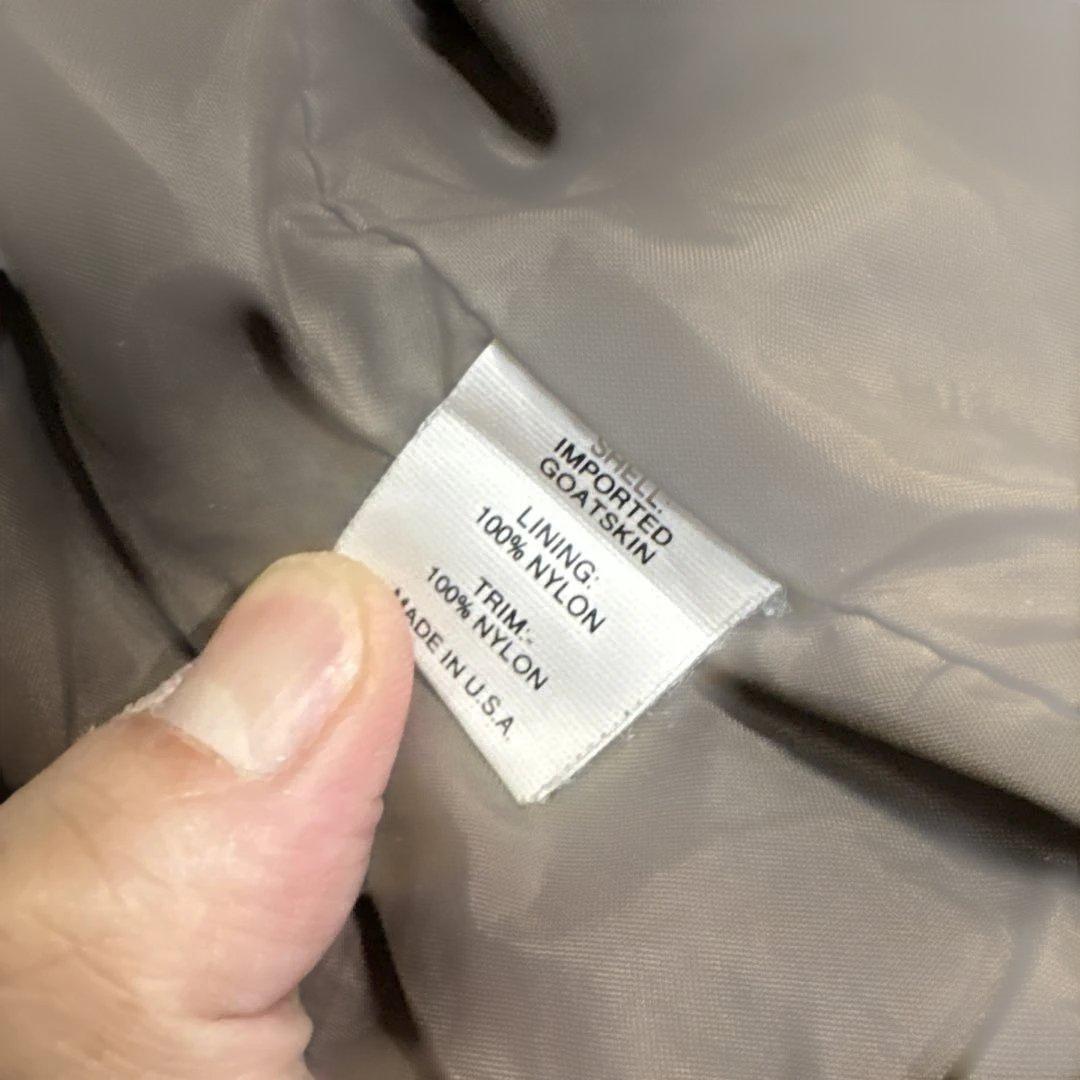 SHELL:
IMPORTED
GOATSKIN
LINING:
100% NYLON
TRIM:
100% NYLON
MADE IN U.S.A.